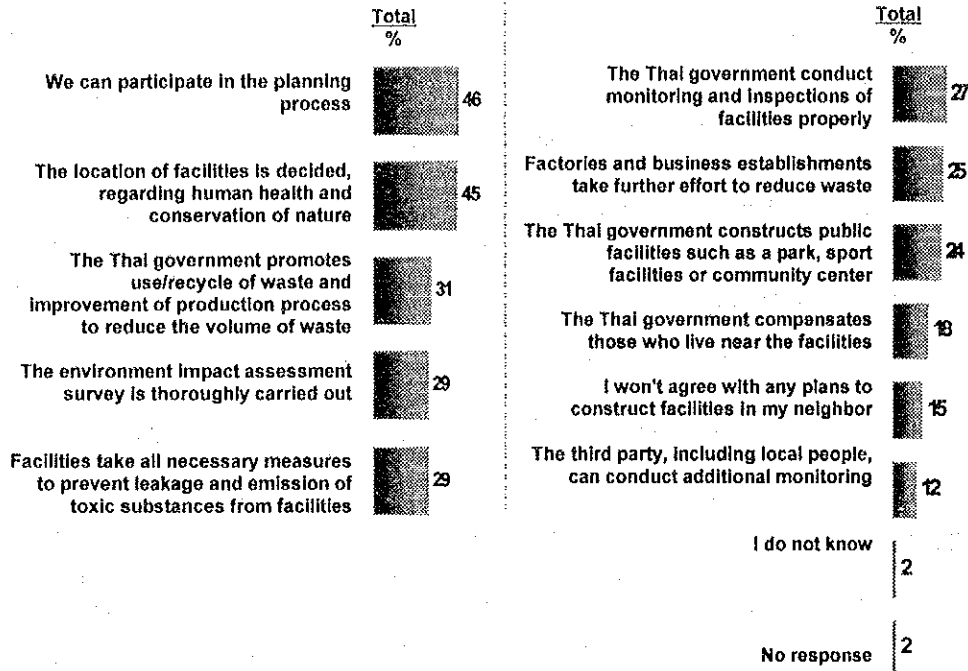 Total
%
We can participate in the planning
process
46
The location of facilities is decided,
regarding human health and
conservation of nature
45
The Thai government promotes
use/recycle of waste and
improvement of production process
to reduce the volume of waste
31
The environment impact assessment
survey is thoroughly carried out
29
Facilities take all necessary measures
to prevent leakage and emission of
toxic substances from facilities
29
Total
%
The Thai government conduct
monitoring and inspections of
facilities properly
27
Factories and business establishments
take further effort to reduce waste
25
The Thai government constructs public
facilities such as a park, sport
facilities or community center
24
The Thai government compensates
those who live near the facilities
18
I won't agree with any plans to
construct facilities in my neighbor
15
The third party, including local people,
can conduct additional monitoring
12
I do not know
2
No response
2